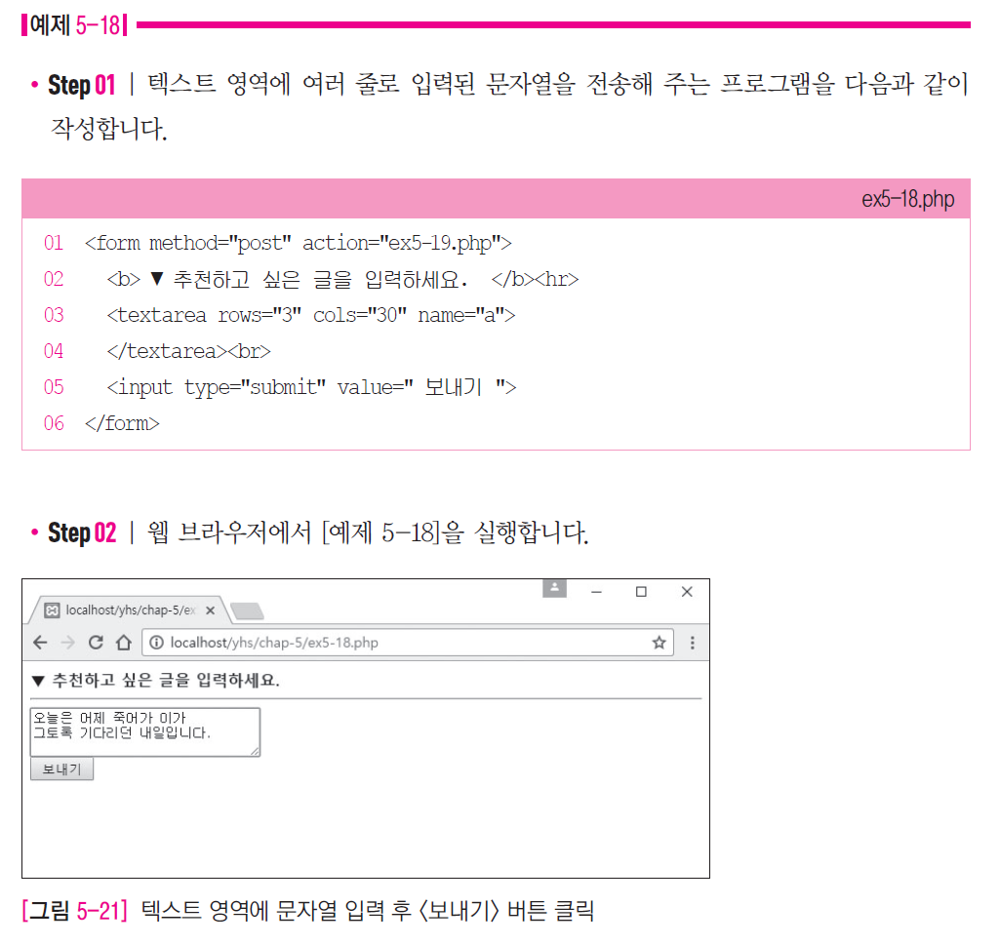 예제 5-18
• Step 01 | 텍스트 영역에 여러 줄로 입력된 문자열을 전송해 주는 프로그램을 다음과 같이
작성합니다.
ex5-18.php
01 <form method="post" action="ex5-19.php">
02 <b> ▼ 추천하고 싶은 글을 입력하세요. </b><hr>
03 <textarea rows="3" cols="30" name="a">
04 </textarea><br>
05 <input type="submit" value=" 보내기 ">
06 </form>
• Step 02 | 웹 브라우저에서 [예제 5-18]을 실행합니다.
localhost/yhs/chap-5/ex
localhost/yhs/chap-5/ex5-18.php
▼ 추천하고 싶은 글을 입력하세요.
오늘은 어제 죽어가 이가
그토록 기다리던 내일입니다.
보내기
[그림 5-21] 텍스트 영역에 문자열 입력 후 〈보내기〉 버튼 클릭